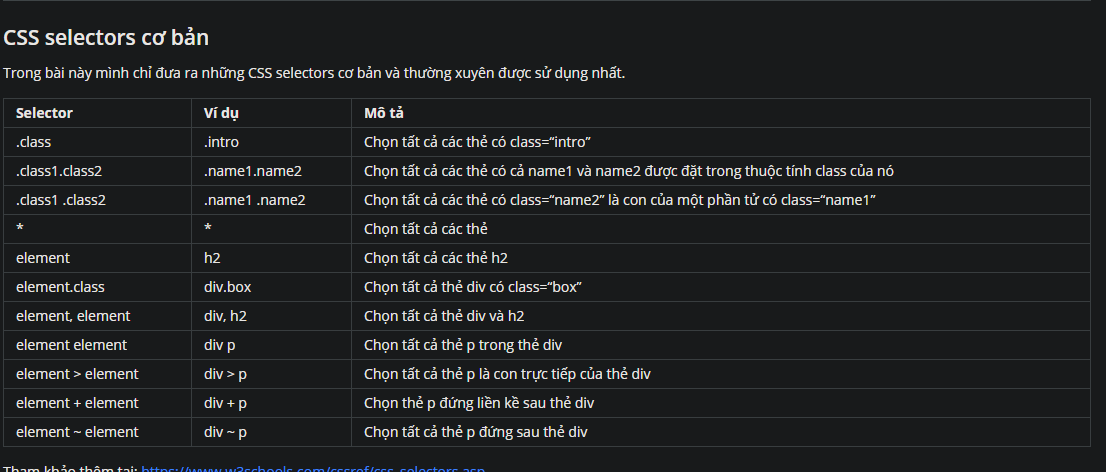 CSS selectors cơ bản
Trong bài này mình chỉ đưa ra những CSS selectors cơ bản và thường xuyên được sử dụng nhất.
Selector Ví dụ Mô tả
.class .intro Chọn tất cả các thẻ có class=“intro”
.class1.class2 .name1.name2 Chọn tất cả các thẻ có cả name1 và name2 được đặt trong thuộc tính class của nó
.class1 .class2 .name1 .name2 Chọn tất cả các thẻ có class=“name2” là con của một phần tử có class=“name1”
* * Chọn tất cả các thẻ
element h2 Chọn tất cả các thẻ h2
element.class div.box Chọn tất cả thẻ div có class=“box”
element, element div, h2 Chọn tất cả thẻ div và h2
element element div p Chọn tất cả thẻ p trong thẻ div
element > element div > p Chọn tất cả thẻ p là con trực tiếp của thẻ div
element + element div + p Chọn thẻ p đứng liền kề sau thẻ div
element ~ element div ~ p Chọn tất cả thẻ p đứng sau thẻ div
Tham khảo thêm tại: https://www.w3schools.com/cssref/css_selectors.asp